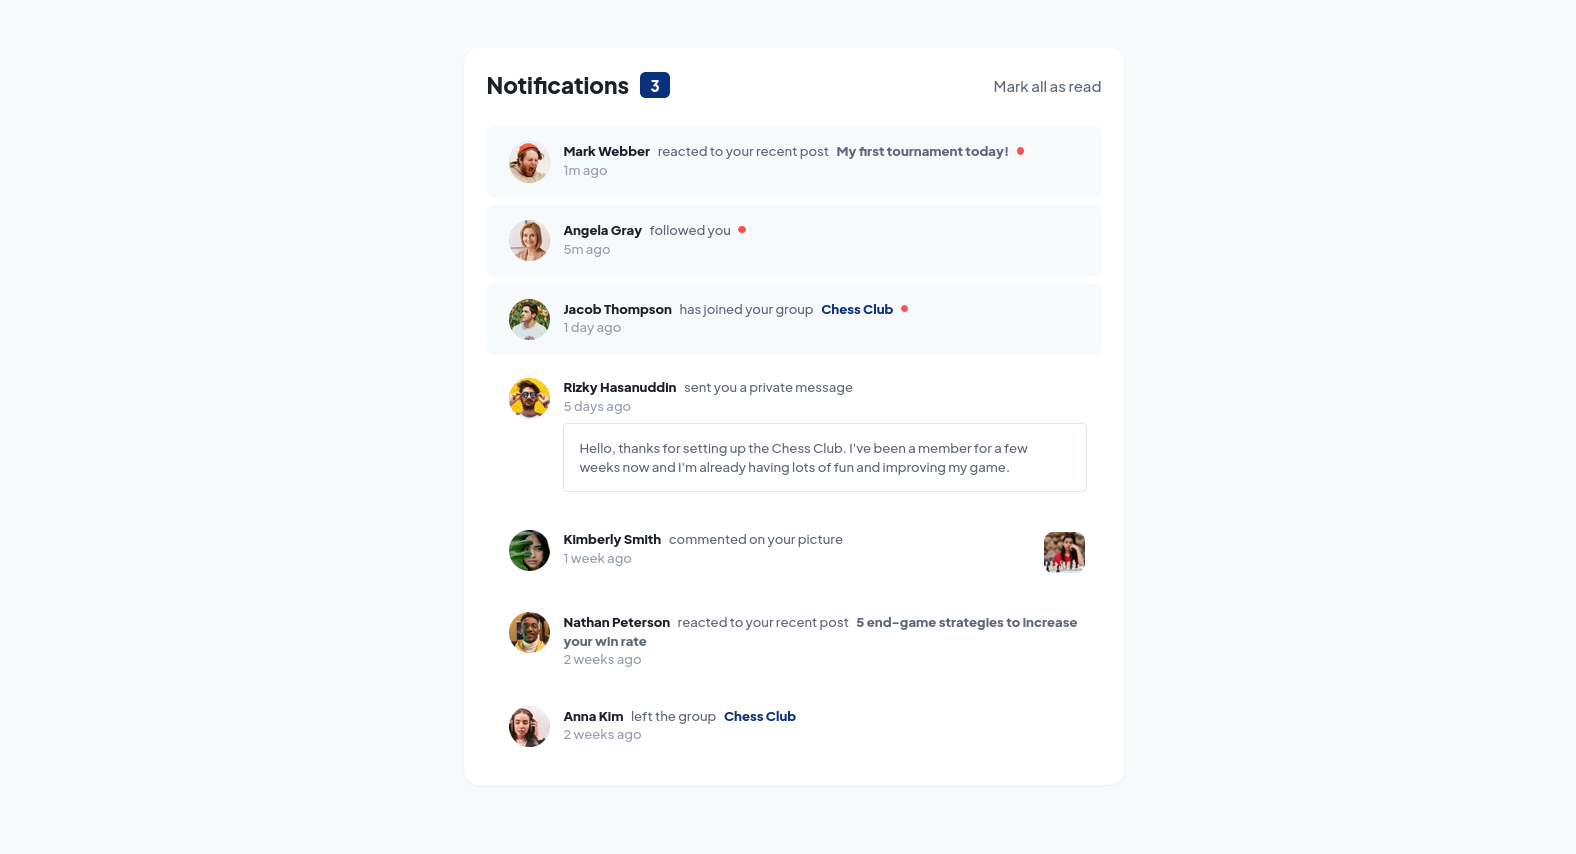 Notifications 3 Mark all as read
Mark Webber reacted to your recent post My first tournament today!
1m ago
Angela Gray followed you
5m ago
Jacob Thompson has joined your group Chess Club
1 day ago
Rizky Hasanuddin sent you a private message
5 days ago
Hello, thanks for setting up the Chess Club. I've been a member for a few
weeks now and I'm already having lots of fun and improving my game.
Kimberly Smith commented on your picture
1 week ago
Nathan Peterson reacted to your recent post 5 end-game strategies to increase
your win rate
2 weeks ago
Anna Kim left the group Chess Club
2 weeks ago